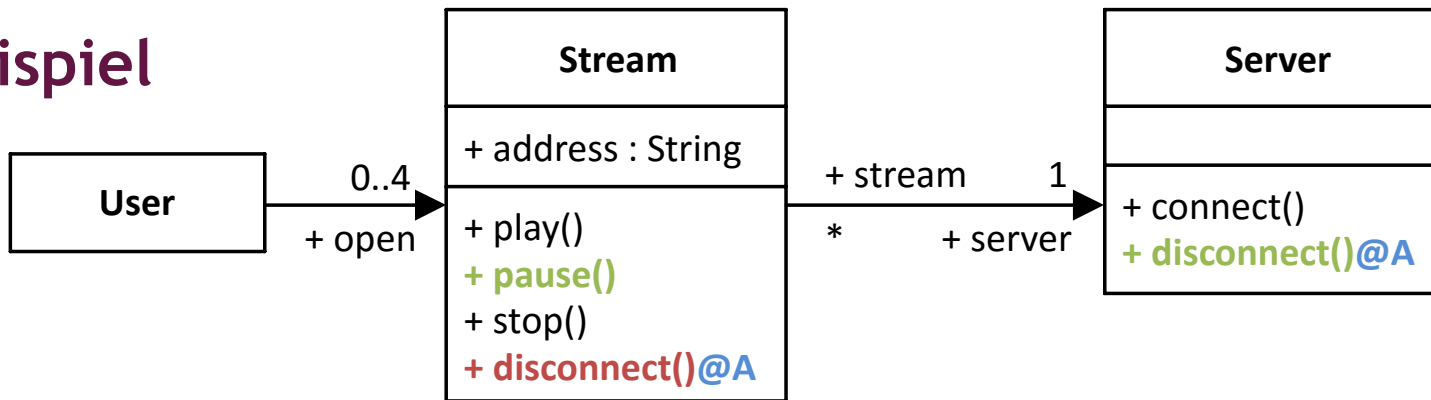 ispiel
User
0..4
+ open
Stream
+ address : String
+ play()
+ pause()
+ stop()
+ disconnect()@A
+ stream
*
1
+ server
Server
+ connect()
+ disconnect()@A